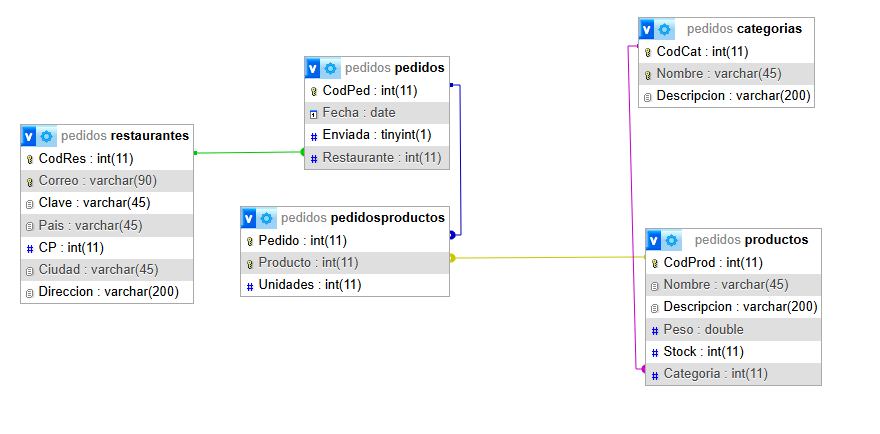 v pedidos restaurantes
CodRes : int(11)
Correo : varchar(90)
Clave : varchar(45)
Pais : varchar(45)
# CP : int(11)
Ciudad : varchar(45)
Direccion : varchar(200)
v pedidos pedidos
CodPed : int(11)
Fecha : date
# Enviada : tinyint(1)
# Restaurante : int(11)
v pedidos pedidosproductos
Pedido : int(11)
Producto : int(11)
# Unidades : int(11)
v pedidos categorias
CodCat : int(11)
Nombre : varchar(45)
Descripcion : varchar(200)
v pedidos productos
CodProd : int(11)
Nombre : varchar(45)
Descripcion : varchar(200)
# Peso : double
# Stock : int(11)
# Categoria : int(11)